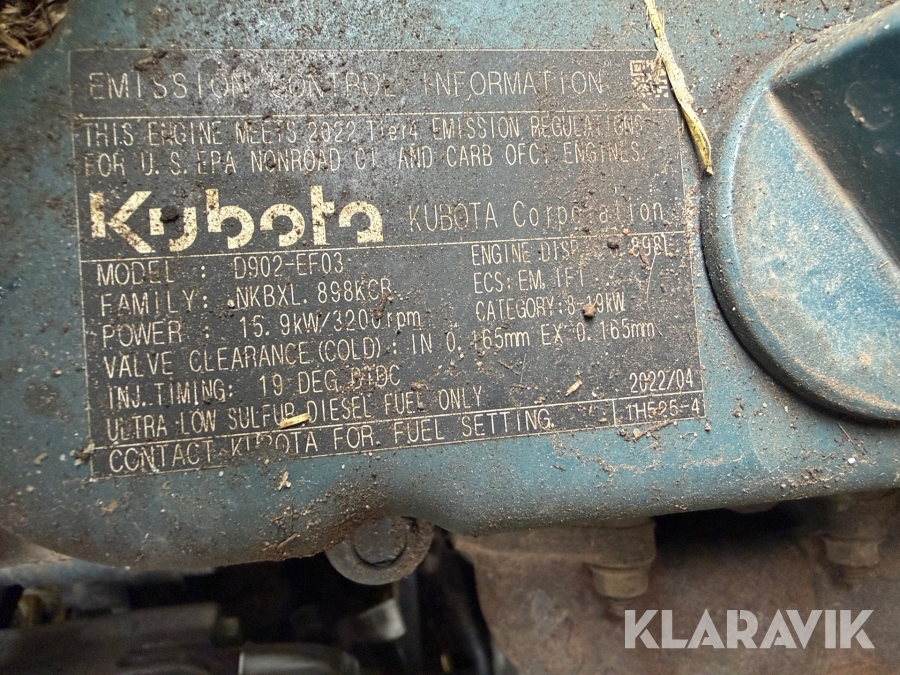 EMISSION CONTROL INFORMATION
THIS ENGINE MEETS 2022 Tier4 EMISSION REGULATIONS
FOR U.S. EPA NONROAD CI AND CARB OFCI ENGINES.
Kubota KUBOTA Corporation
MODEL : D902-EF03 ENGINE DISP .898L
FAMILY: NKBXL.898KCB ECS: EM, IFI
POWER : 15.9kW/3200rpm CATEGORY:8-19kW
VALVE CLEARANCE(COLD): IN 0.165mm EX 0.165mm
INJ.TIMING: 19 DEG.BTDC
ULTRA LOW SULFUR DIESEL FUEL ONLY 2022/04
CONTACT KUBOTA FOR FUEL SETTING. -4
KLARAVIK